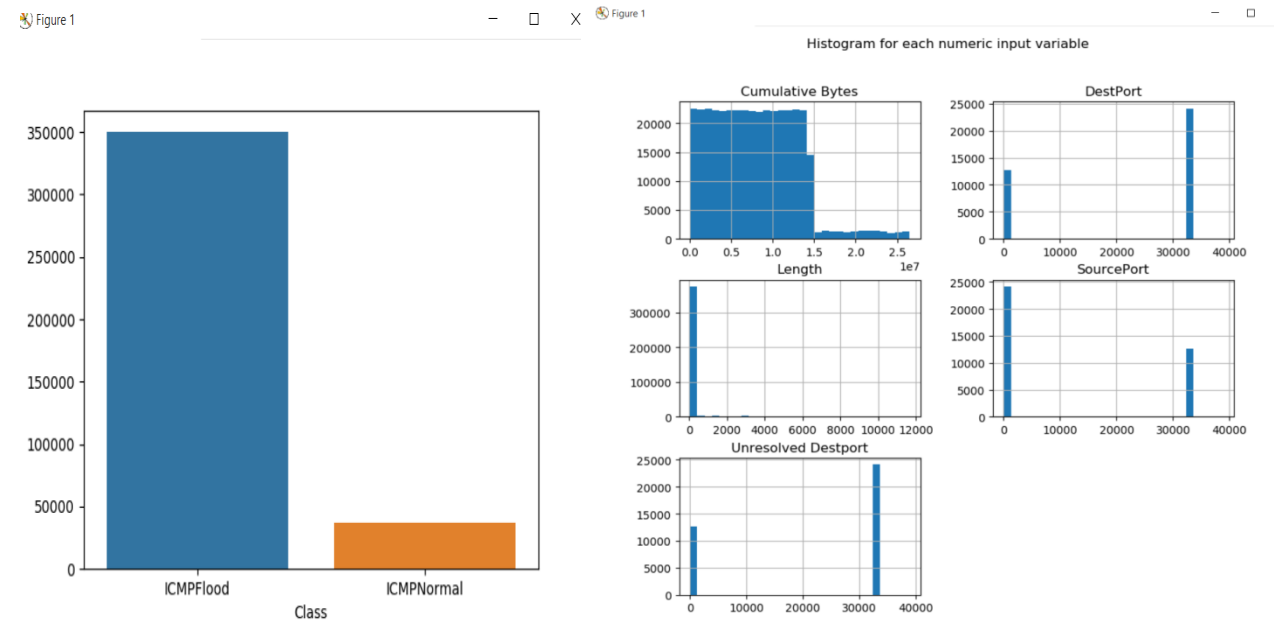 Figure 1
350000
300000
250000
200000
150000
100000
50000
0
ICMPFlood ICMPNormal
Class
Figure 1
Histogram for each numeric input variable
Cumulative Bytes
20000
15000
10000
5000
0
0.0 0.5 1.0 1.5 2.0 2.5
1e7
DestPort
25000
20000
15000
10000
5000
0
0 10000 20000 30000 40000
Length
300000
200000
100000
0
0 2000 4000 6000 8000 10000 12000
SourcePort
25000
20000
15000
10000
5000
0
0 10000 20000 30000 40000
Unresolved Destport
25000
20000
15000
10000
5000
0
0 10000 20000 30000 40000